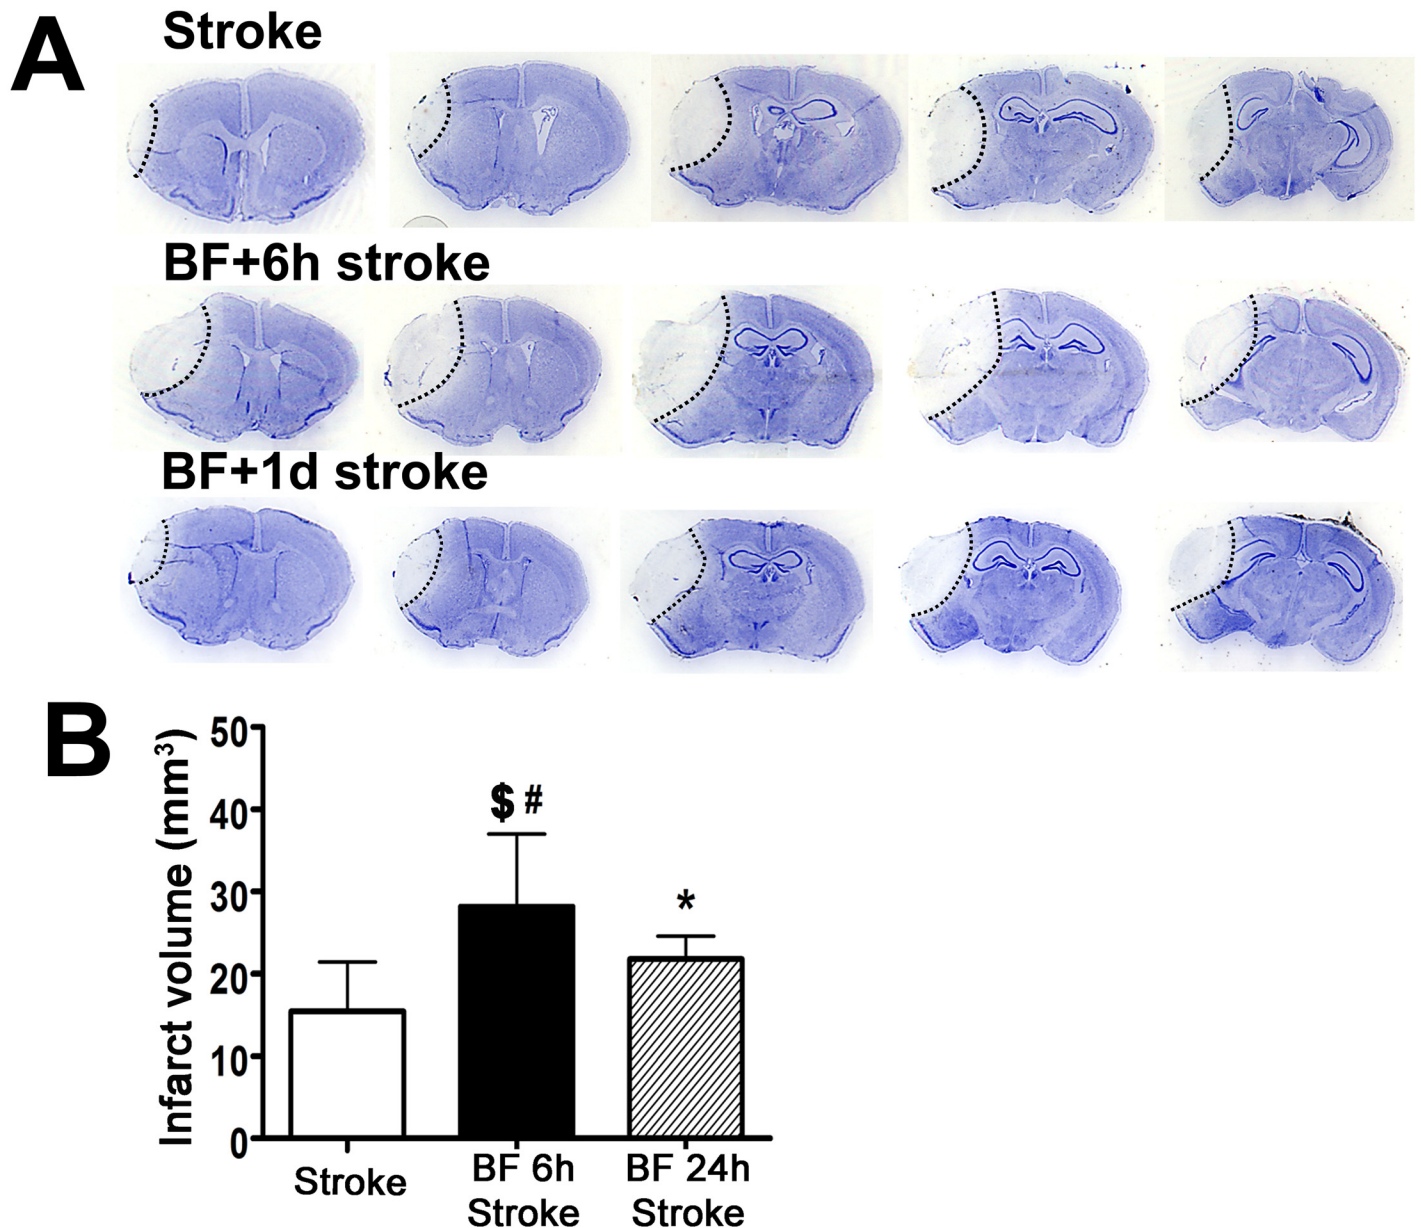 A
Stroke
BF+6h stroke
BF+1d stroke
B
Infarct volume (mm³)
50
40
30
20
10
0
$ #
*
Stroke
BF 6h
Stroke
BF 24h
Stroke